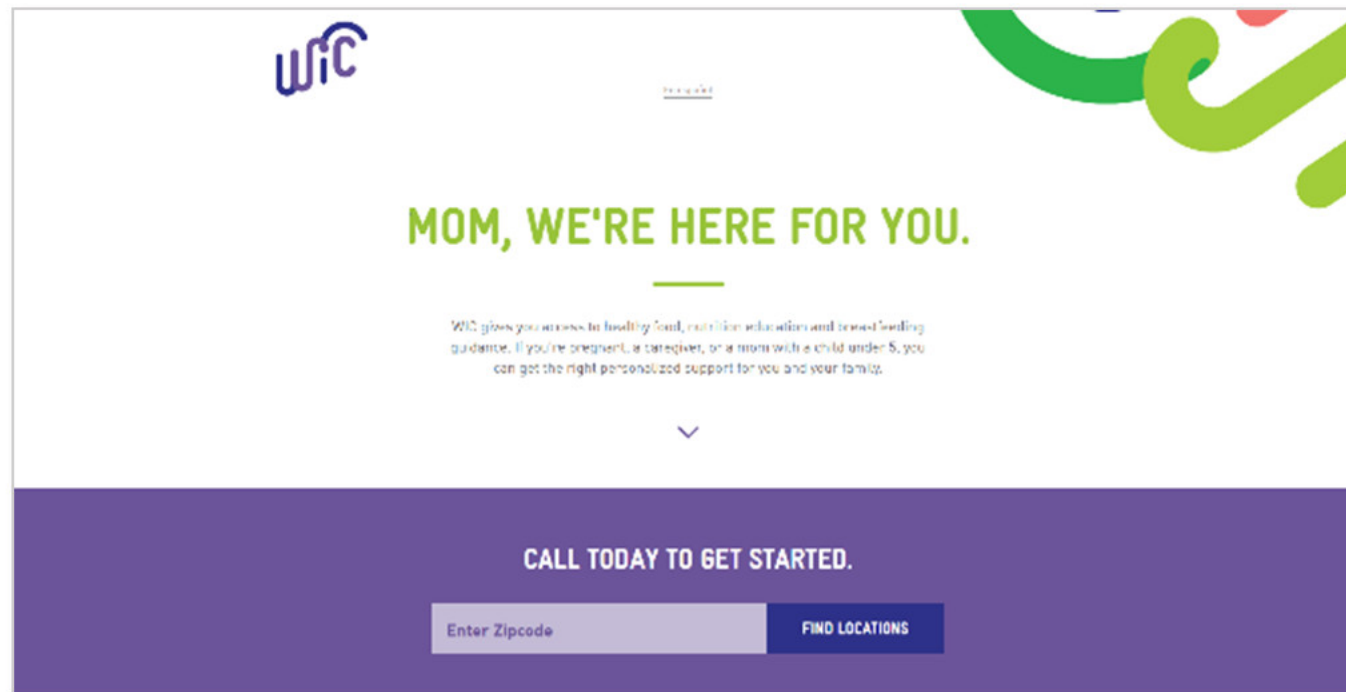 WiC
En español
MOM, WE'RE HERE FOR YOU.
WIC gives you access to healthy food, nutrition education and breastfeeding
guidance. If you're pregnant, a caregiver, or a mom with a child under 5, you
can get the right personalized support for you and your family.
CALL TODAY TO GET STARTED.
Enter Zipcode
FIND LOCATIONS